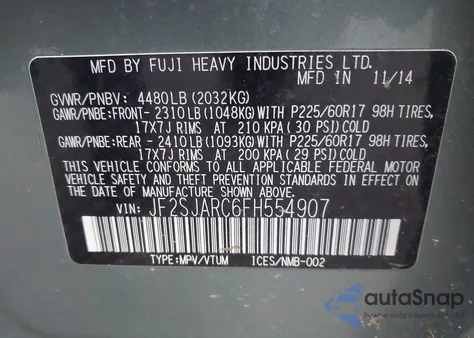 MFD BY FUJI HEAVY INDUSTRIES LTD.
MFD IN 11/14
GVWR/PNBV: 4480LB (2032KG)
GAWR/PNBE:FRONT- 2310LB (1048KG)WITH P225/60R17 98H TIRES,
17X7J RIMS AT 210 KPA (30 PSI) COLD
GAWR/PNBE:REAR - 2410LB (1093KG)WITH P225/60R17 98H TIRES,
17X7J RIMS AT 200 KPA (29 PSI) COLD
THIS VEHICLE CONFORMS TO ALL APPLICABLE FEDERAL MOTOR
VEHICLE SAFETY AND THEFT PREVENTION STANDARDS IN EFFECT
ON THE DATE OF MANUFACTURE SHOWN ABOVE.
VIN: JF2SJARC6FH554907
TYPE:MPV/VTUM ICES/NMB-002
autoSnap